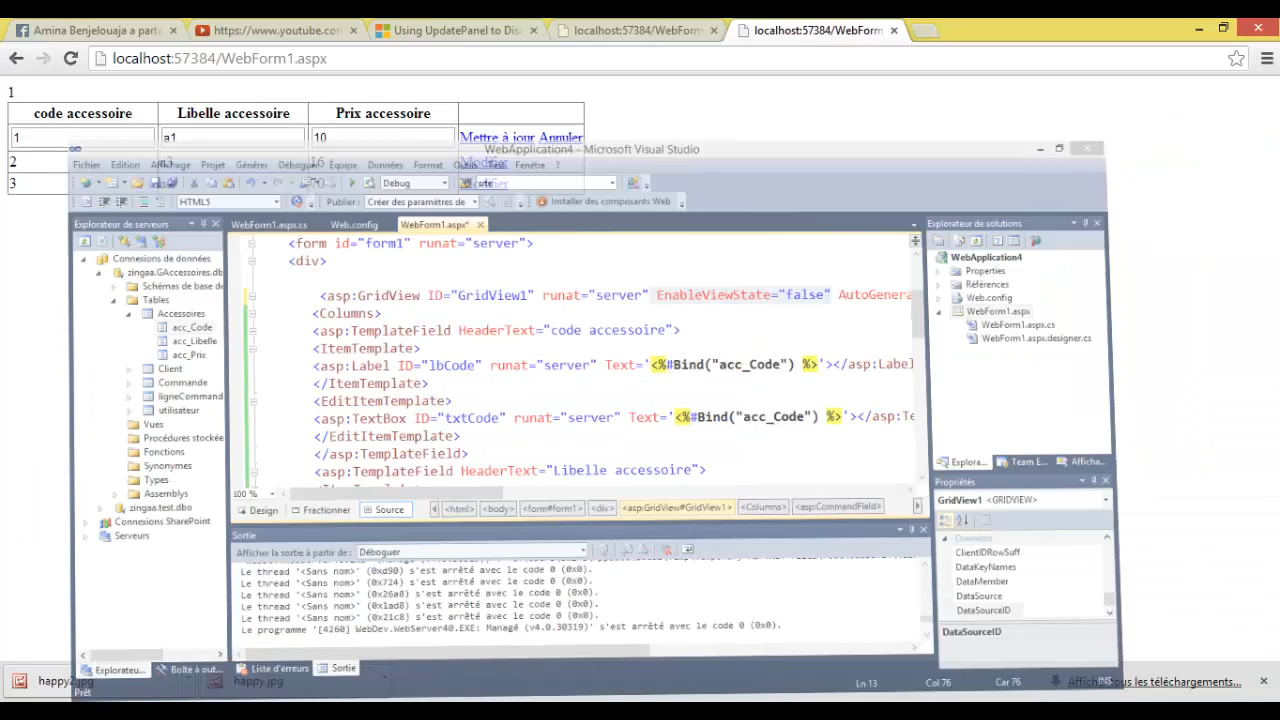 Amina Benjelouaja a parta
https://www.youtube.com
Using UpdatePanel to Dis
localhost:57384/WebForm
localhost:57384/WebForm
localhost:57384/WebForm1.aspx
1
code accessoire Libelle accessoire Prix accessoire
1 a1 10 Mettre à jour Annuler
2
3
WebApplication4 - Microsoft Visual Studio
Fichier Edition Affichage Projet Générer Déboguer Équipe Données Format Outils Fenêtre ?
Debug
HTML5 Publier : Créer des paramètres de Installer des composants Web
Explorateur de serveurs
WebForm1.aspx.cs Web.config WebForm1.aspx*
Explorateur de solutions
Connexions de données
zingaa.GAccessoires.db
Schémas de base de
Tables
Accessoires
acc_Code
acc_Libelle
acc_Prix
Client
Commande
ligneCommand
utilisateur
Vues
Procédures stockée
Fonctions
Synonymes
Types
Assemblys
zingaa.test.dbo
Connexions SharePoint
Serveurs
<form id="form1" runat="server">
<div>
<asp:GridView ID="GridView1" runat="server" EnableViewState="false" AutoGenera
<Columns>
<asp:TemplateField HeaderText="code accessoire">
<ItemTemplate>
<asp:Label ID="lbCode" runat="server" Text='<%#Bind("acc_Code") %>'></asp:Label
</ItemTemplate>
<EditItemTemplate>
<asp:TextBox ID="txtCode" runat="server" Text='<%#Bind("acc_Code") %>'></asp:Te
</EditItemTemplate>
</asp:TemplateField>
<asp:TemplateField HeaderText="Libelle accessoire">
WebApplication4
Properties
Références
Web.config
WebForm1.aspx
WebForm1.aspx.cs
WebForm1.aspx.designer.cs
Explora... Team E... Afficha...
Propriétés
GridView1 <GRIDVIEW>
Données
ClientIDRowSuff
DataKeyNames
DataMember
DataSource
DataSourceID
DataSourceID
100 %
Design Fractionner Source <html> <body> <form#form1> <div> <asp:GridView#GridView1> <Columns> <asp:CommandField>
Sortie
Afficher la sortie à partir de : Déboguer
Le thread '<Sans nom>' (0xd90) s'est arrêté avec le code 0 (0x0).
Le thread '<Sans nom>' (0x724) s'est arrêté avec le code 0 (0x0).
Le thread '<Sans nom>' (0x26a8) s'est arrêté avec le code 0 (0x0).
Le thread '<Sans nom>' (0x1ad8) s'est arrêté avec le code 0 (0x0).
Le thread '<Sans nom>' (0x21c8) s'est arrêté avec le code 0 (0x0).
Le programme '[4260] WebDev.WebServer40.EXE: Managé (v4.0.30319)' s'est arrêté avec le code 0 (0x0).
Explorateu... Boîte à out... Liste d'erreurs Sortie
happy2.jpg happy.jpg Afficher tous les téléchargements...
Prêt Ln 13 Col 76 Car 76 INS